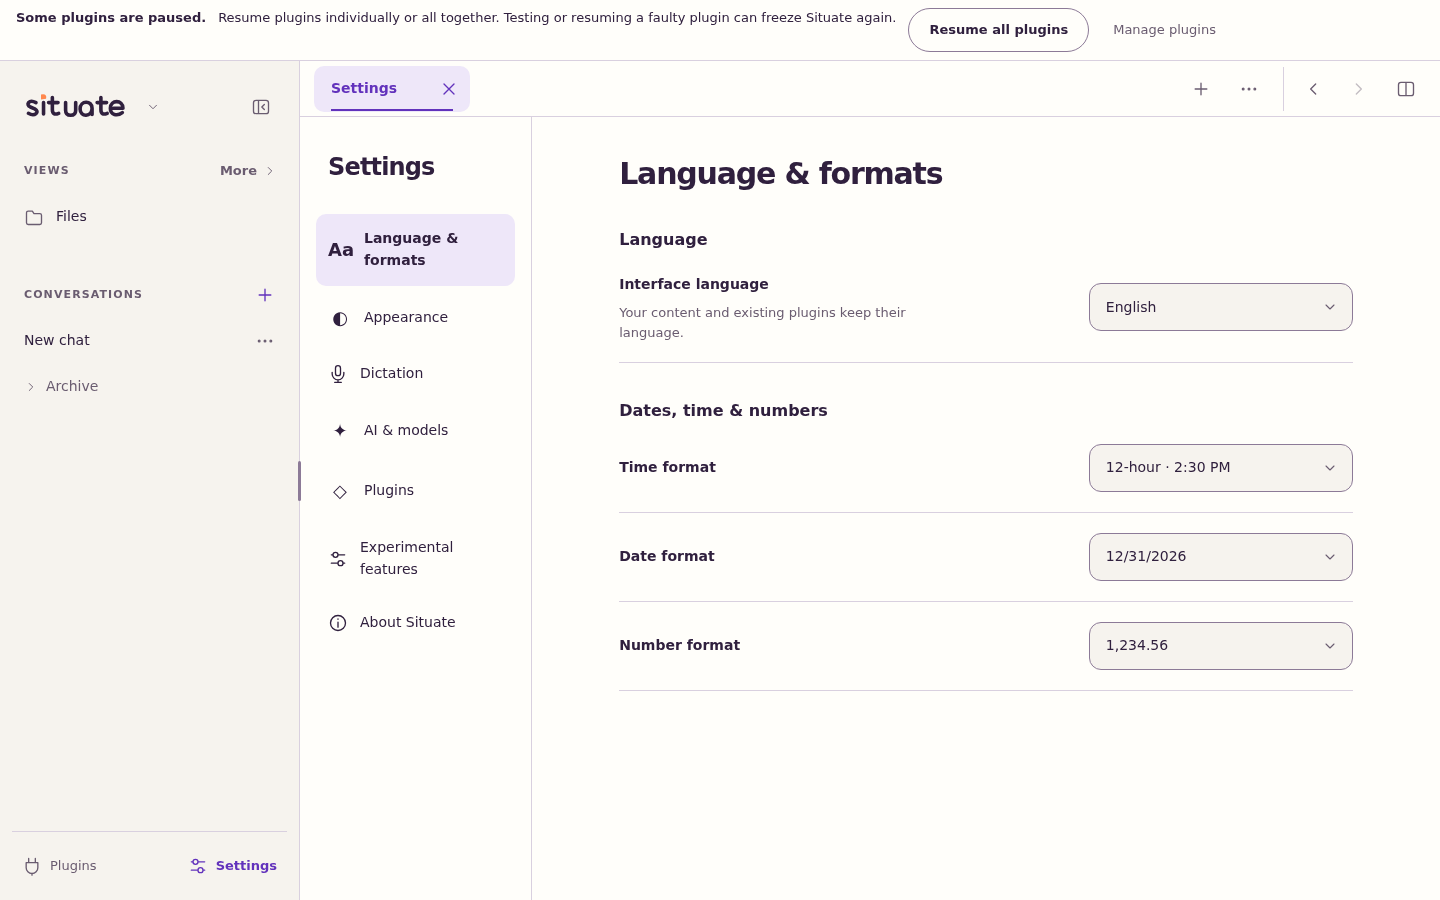 Some plugins are paused. Resume plugins individually or all together. Testing or resuming a faulty plugin can freeze Situate again. Resume all plugins Manage plugins
situate
VIEWS More
Files
CONVERSATIONS
New chat
Archive
Plugins Settings
Settings
Settings
Aa Language &
formats
Appearance
Dictation
AI & models
Plugins
Experimental
features
About Situate
Language & formats
Language
Interface language
Your content and existing plugins keep their
language.
English
Dates, time & numbers
Time format 12-hour · 2:30 PM
Date format 12/31/2026
Number format 1,234.56